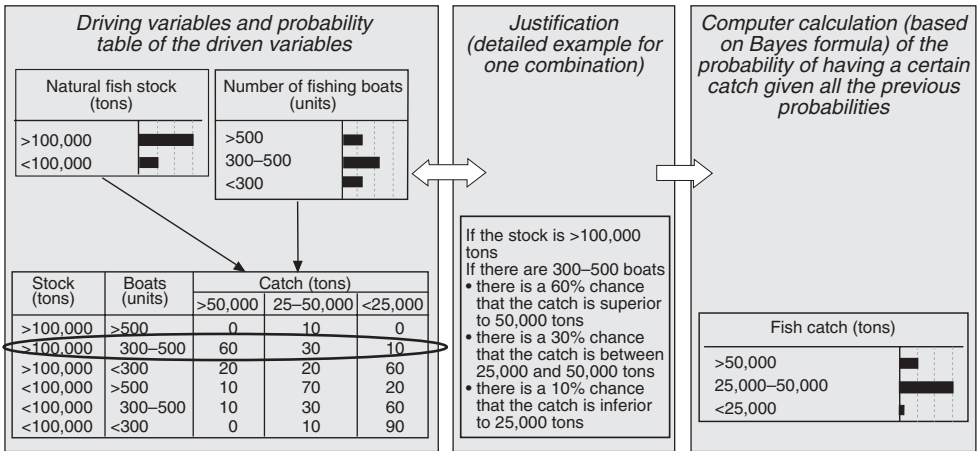 Driving variables and probability
table of the driven variables
Natural fish stock
(tons)
>100,000
<100,000
Number of fishing boats
(units)
>500
300–500
<300
Stock
(tons)
Boats
(units)
Catch (tons)
>50,000 25–50,000 <25,000
>100,000 >500 0 10 0
>100,000 300–500 60 30 10
>100,000 <300 20 20 60
<100,000 >500 10 70 20
<100,000 300–500 10 30 60
<100,000 <300 0 10 90
Justification
(detailed example for
one combination)
If the stock is >100,000
tons
If there are 300–500 boats
• there is a 60% chance
that the catch is superior
to 50,000 tons
• there is a 30% chance
that the catch is between
25,000 and 50,000 tons
• there is a 10% chance
that the catch is inferior
to 25,000 tons
Computer calculation (based
on Bayes formula) of the
probability of having a certain
catch given all the previous
probabilities
Fish catch (tons)
>50,000
25,000–50,000
<25,000